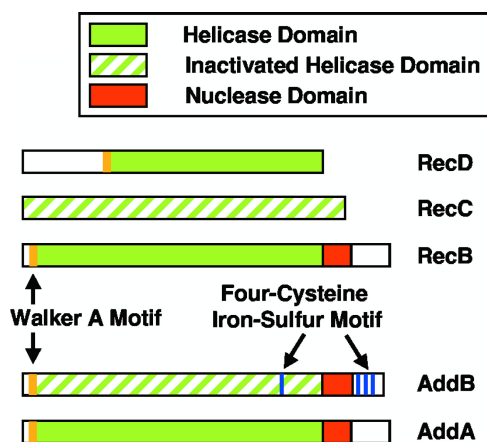 Helicase Domain
Inactivated Helicase Domain
Nuclease Domain
RecD
RecC
RecB
Walker A Motif
Four-Cysteine
Iron-Sulfur Motif
AddB
AddA